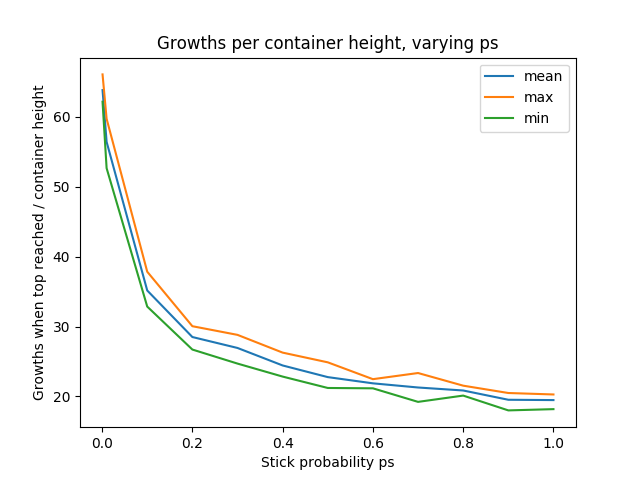 Growths per container height, varying ps
mean
max
min
Growths when top reached / container height
60
50
40
30
20
0.0
0.2
0.4
0.6
0.8
1.0
Stick probability ps